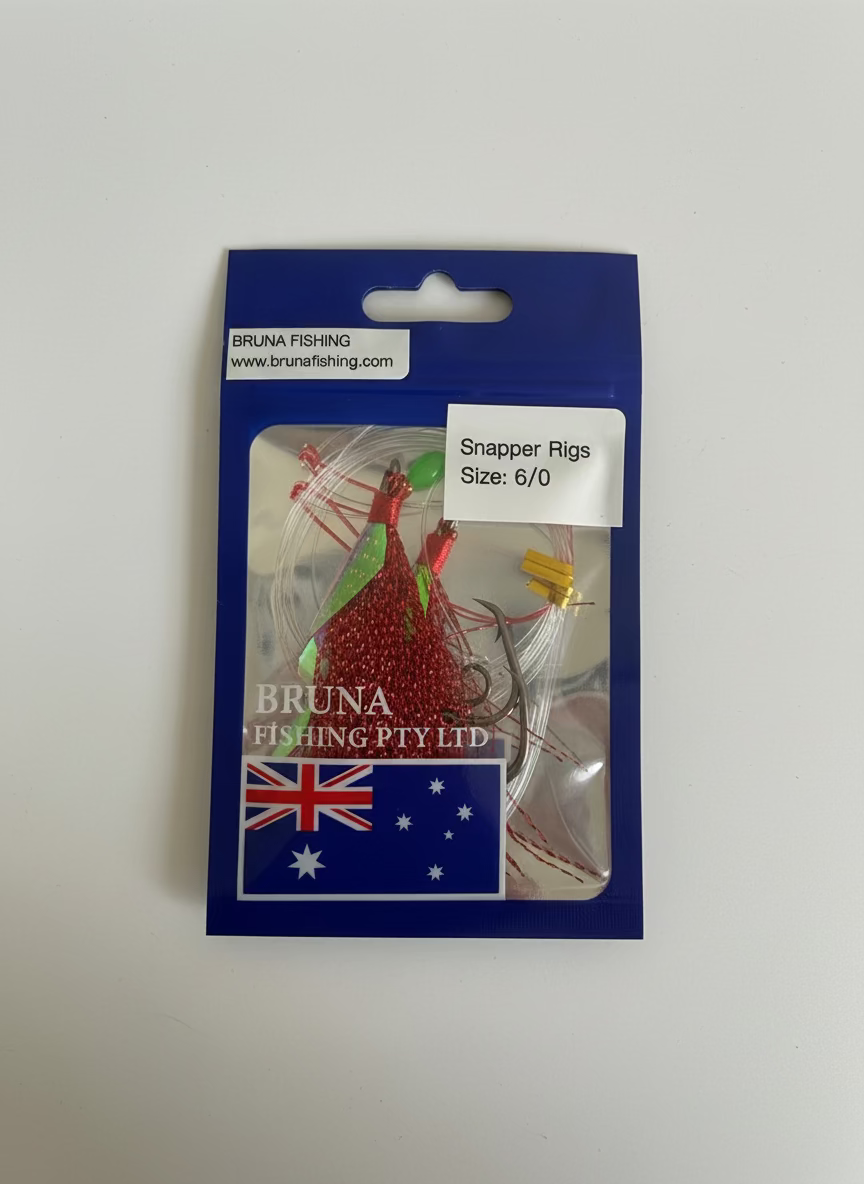 BRUNA FISHING
www.brunafishing.com
Snapper Rigs
Size: 6/0
BRUNA
FISHING PTY LTD